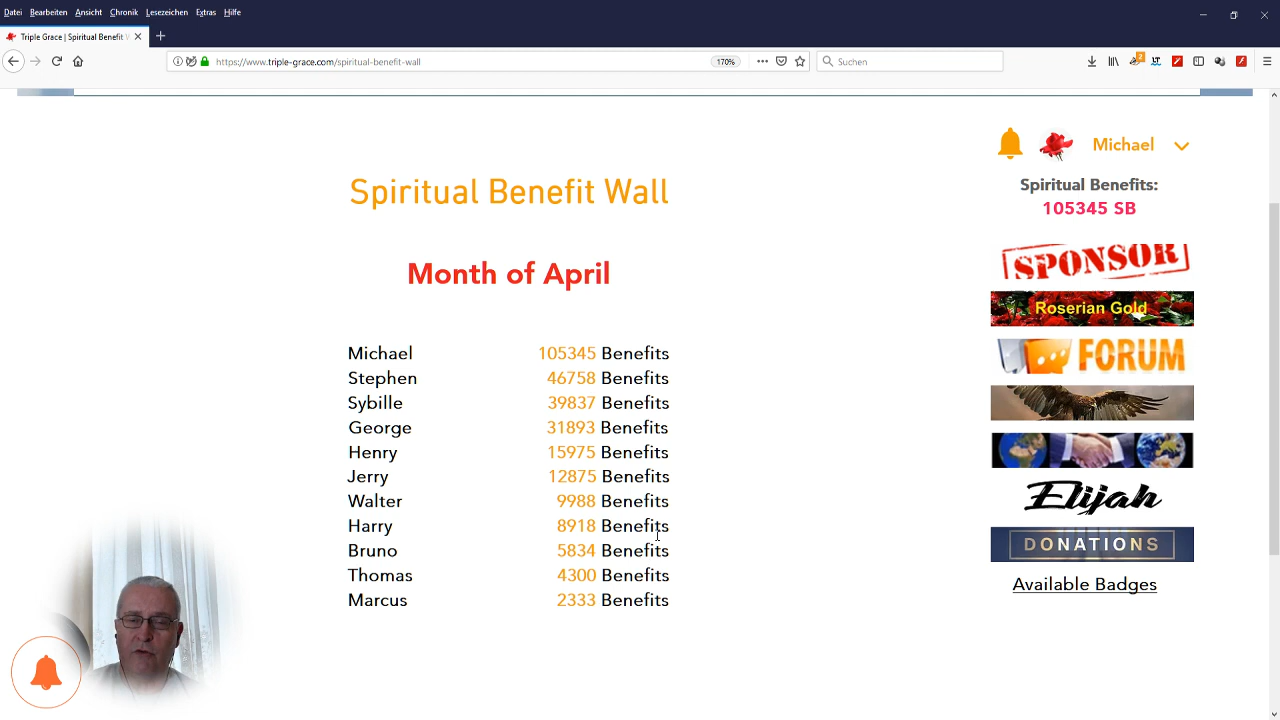 Datei Bearbeiten Ansicht Chronik Lesezeichen Extras Hilfe
Triple Grace | Spiritual Benefit W
https://www.triple-grace.com/spiritual-benefit-wall
170%
Suchen
2
LT
Michael
Spiritual Benefits:
105345 SB
Spiritual Benefit Wall
Month of April
Michael 105345 Benefits
Stephen 46758 Benefits
Sybille 39837 Benefits
George 31893 Benefits
Henry 15975 Benefits
Jerry 12875 Benefits
Walter 9988 Benefits
Harry 8918 Benefits
Bruno 5834 Benefits
Thomas 4300 Benefits
Marcus 2333 Benefits
SPONSOR
Roserian Gold
FORUM
Elijah
DONATIONS
Available Badges